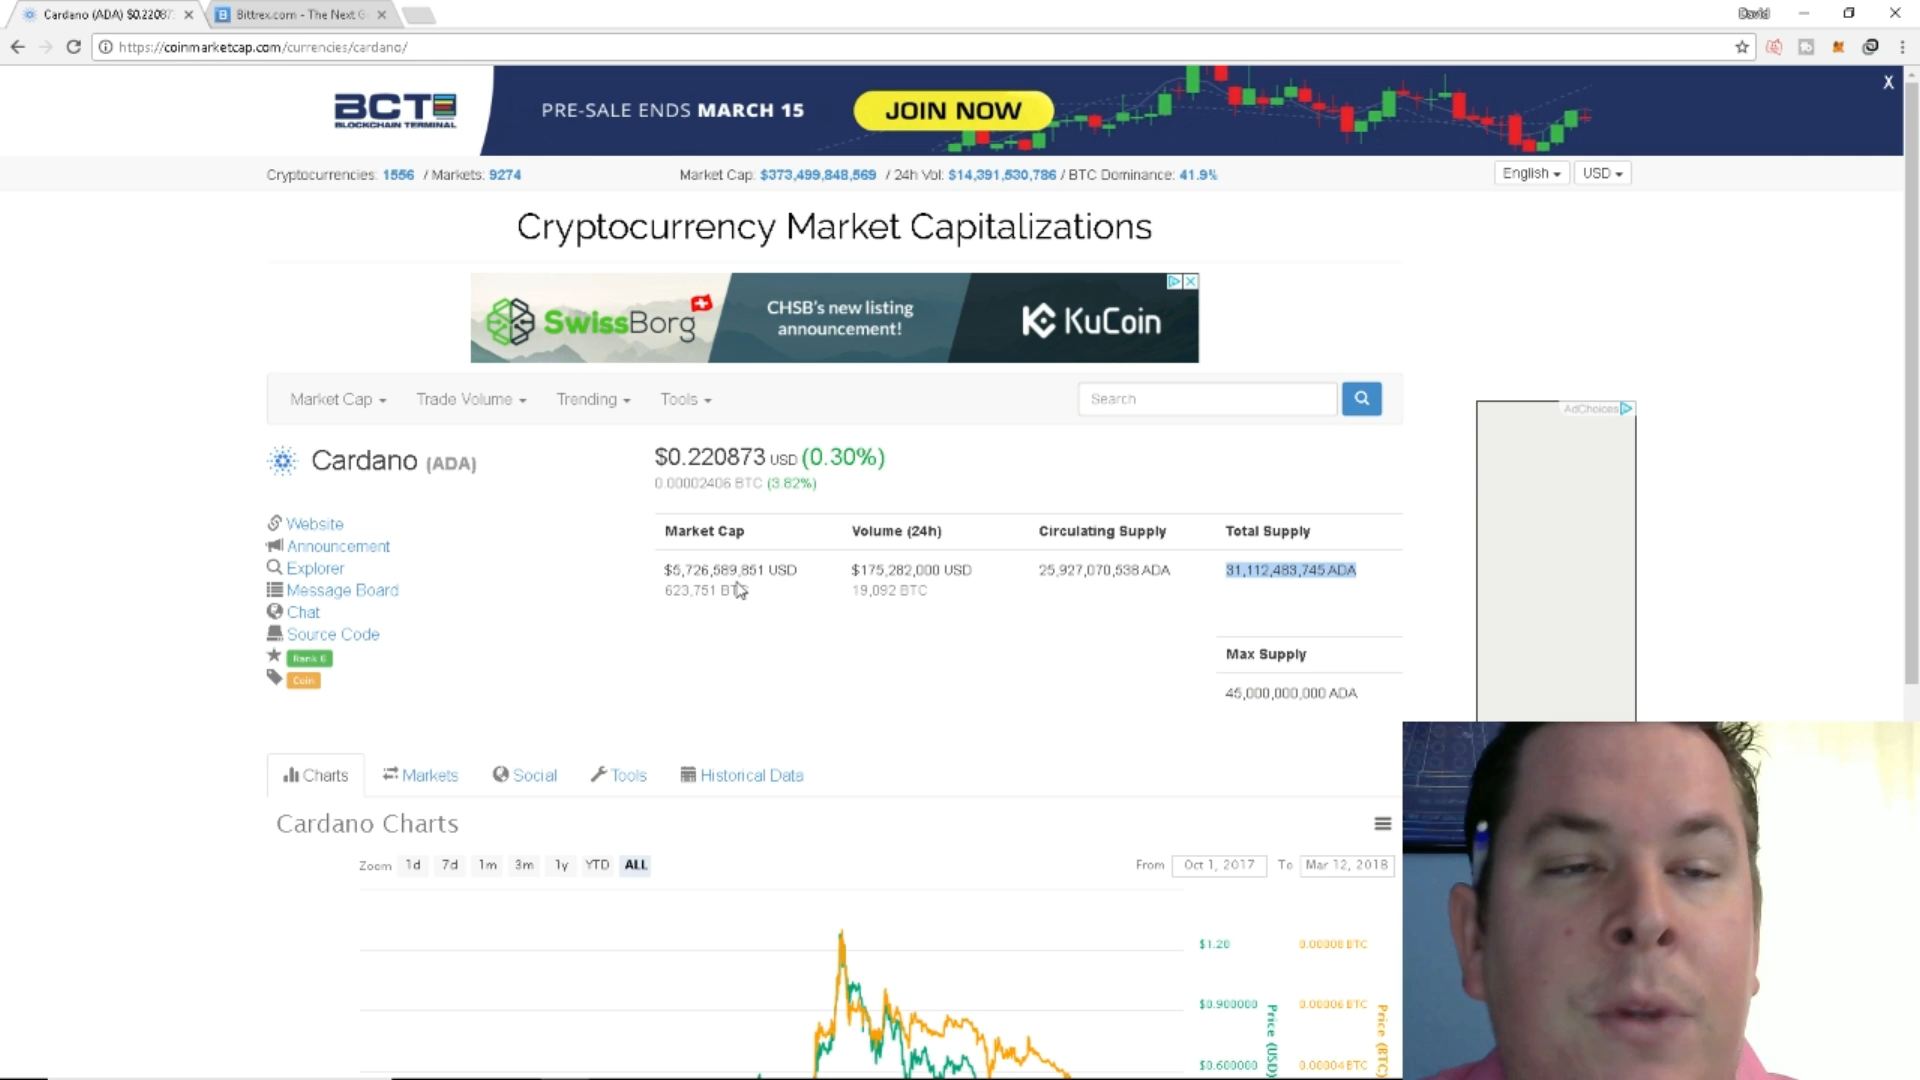 Cardano (ADA) $0.22087
Bittrex.com - The Next G
David
https://coinmarketcap.com/currencies/cardano/
BCT
BLOCKCHAIN TERMINAL
PRE-SALE ENDS MARCH 15
JOIN NOW
X
Cryptocurrencies: 1556 / Markets: 9274
Market Cap: $373,499,848,569 / 24h Vol: $14,391,530,786 / BTC Dominance: 41.9%
English
USD
Cryptocurrency Market Capitalizations
SwissBorg
CHSB's new listing
announcement!
KuCoin
Market Cap
Trade Volume
Trending
Tools
Search
AdChoices
Cardano (ADA)
$0.220873 USD (0.30%)
0.00002406 BTC (3.82%)
Website
Announcement
Explorer
Message Board
Chat
Source Code
Rank 6
Coin
Market Cap
Volume (24h)
Circulating Supply
Total Supply
$5,726,589,851 USD
$175,282,000 USD
25,927,070,538 ADA
31,112,483,745 ADA
623,751 BTC
19,092 BTC
Max Supply
45,000,000,000 ADA
Charts
Markets
Social
Tools
Historical Data
Cardano Charts
Zoom 1d 7d 1m 3m 1y YTD ALL
From Oct 1, 2017 To Mar 12, 2018
$1.20
0.00008 BTC
$0.900000
0.00006 BTC
$0.600000
0.00004 BTC
Price (USD)
Price (BTC)